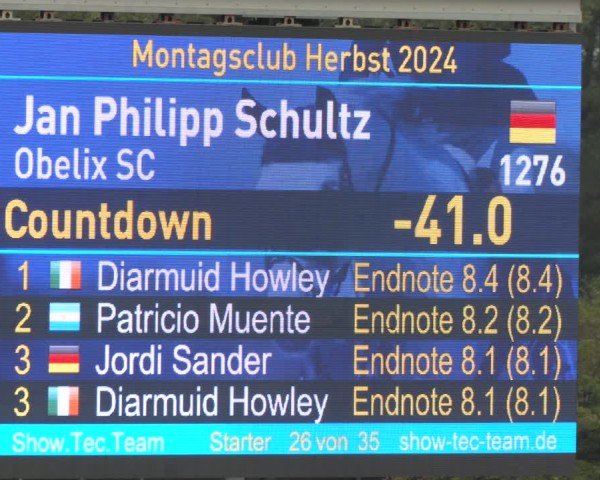 Montagsclub Herbst 2024
Jan Philipp Schultz
Obelix SC 1276
Countdown -41.0
1 Diarmuid Howley Endnote 8.4 (8.4)
2 Patricio Muente Endnote 8.2 (8.2)
3 Jordi Sander Endnote 8.1 (8.1)
3 Diarmuid Howley Endnote 8.1 (8.1)
Show.Tec.Team Starter 26 von 35 show-tec-team.de